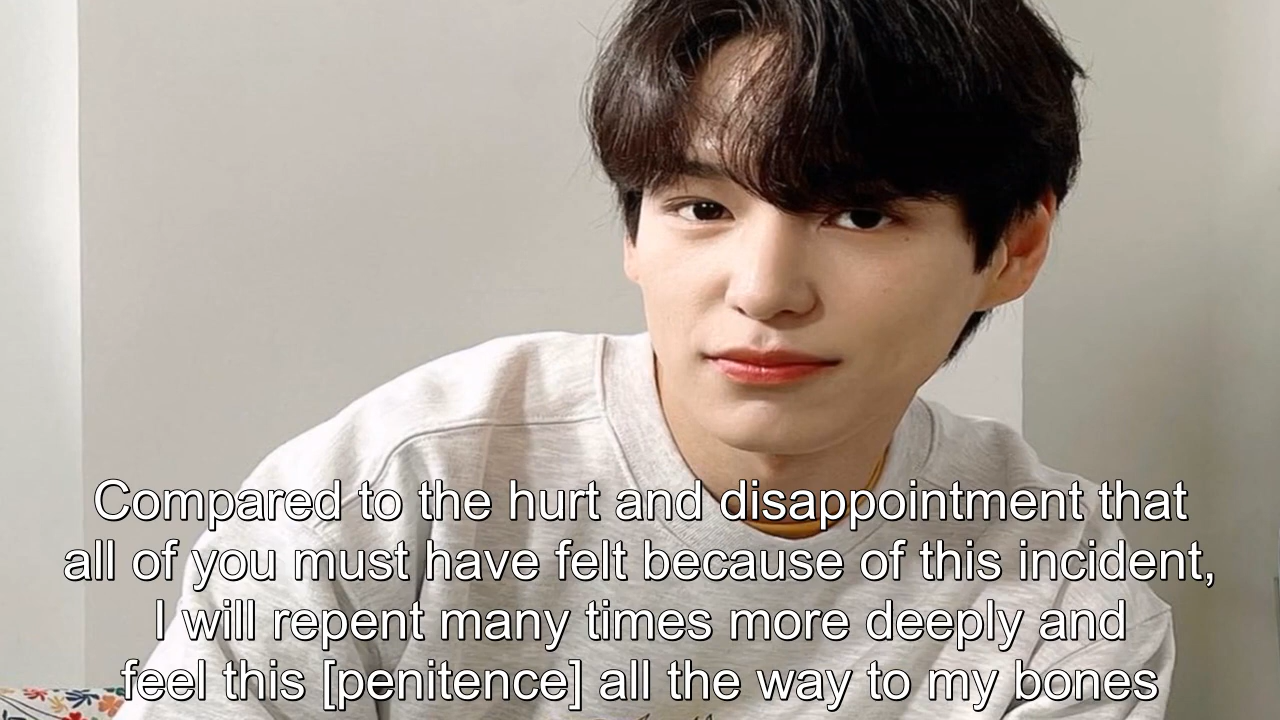 Compared to the hurt and disappointment that
all of you must have felt because of this incident,
I will repent many times more deeply and
feel this [penitence] all the way to my bones